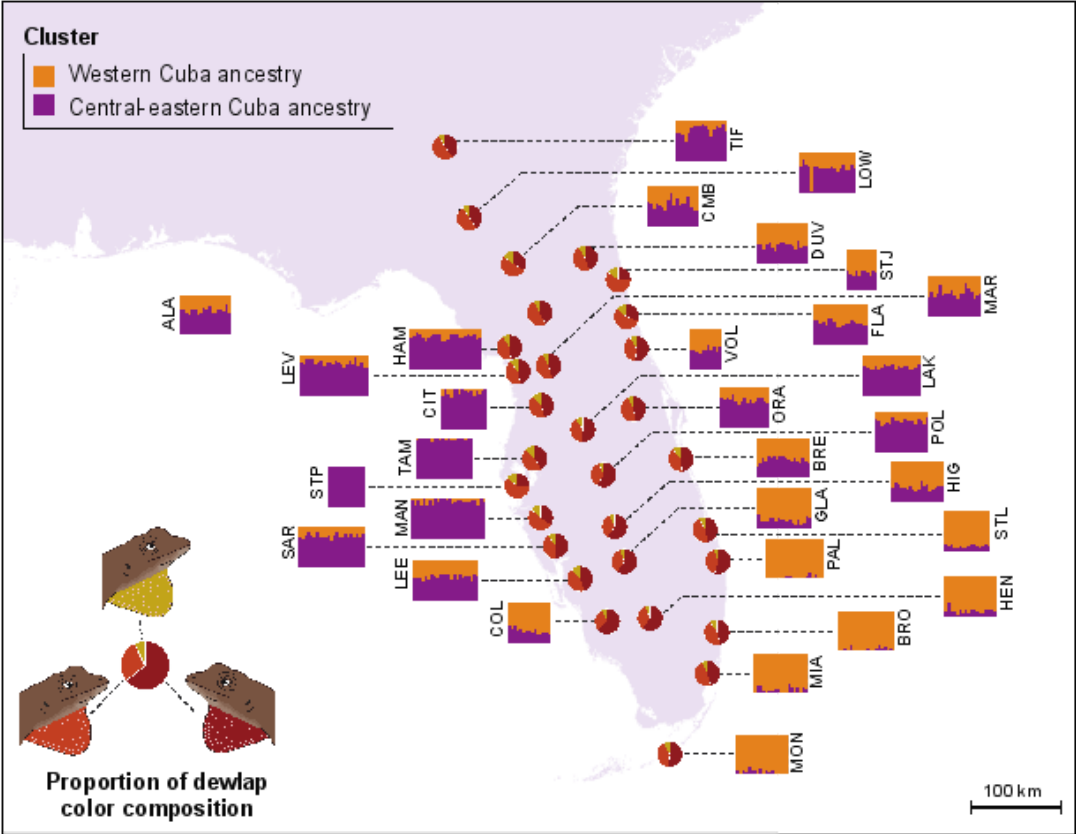 Cluster
Western Cuba ancestry
Central-eastern Cuba ancestry
TIF
LOW
CMB
DUV
STJ
MAR
ALA
FLA
HAM
VOL
LEV
LAK
CIT
ORA
POL
TAM
BRE
STP
HIG
MAN
GLA
STL
SAR
PAL
LEE
HEN
COL
BRO
MIA
MON
Proportion of dewlap
color composition
100 km